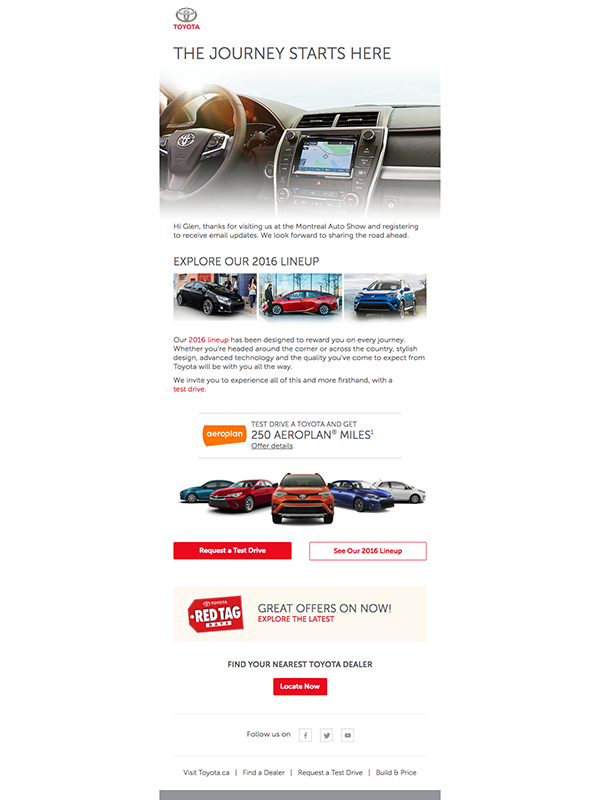 TOYOTA
THE JOURNEY STARTS HERE
Hi Glen, thanks for visiting us at the Montreal Auto Show and registering
to receive email updates. We look forward to sharing the road ahead.
EXPLORE OUR 2016 LINEUP
Our 2016 lineup has been designed to reward you on every journey.
Whether you're headed around the corner or across the country, stylish
design, advanced technology and the quality you've come to expect from
Toyota will be with you all the way.
We invite you to experience all of this and more firsthand, with a
test drive.
aeroplan
TEST DRIVE A TOYOTA AND GET
250 AEROPLAN® MILES¹
Offer details
Request a Test Drive
See Our 2016 Lineup
TOYOTA
RED TAG
DAYS
GREAT OFFERS ON NOW!
EXPLORE THE LATEST
FIND YOUR NEAREST TOYOTA DEALER
Locate Now
Follow us on
Visit Toyota.ca | Find a Dealer | Request a Test Drive | Build & Price